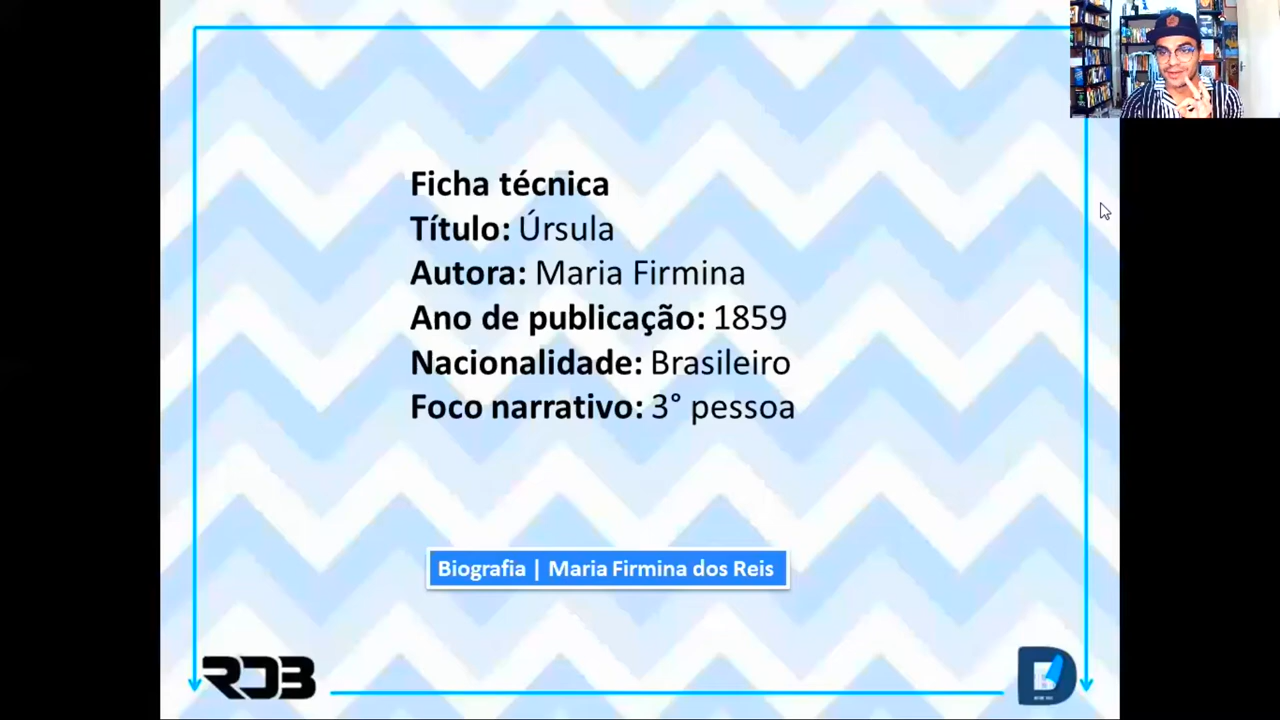 Ficha técnica
Título: Úrsula
Autora: Maria Firmina
Ano de publicação: 1859
Nacionalidade: Brasileiro
Foco narrativo: 3° pessoa
Biografia | Maria Firmina dos Reis
RDB
D